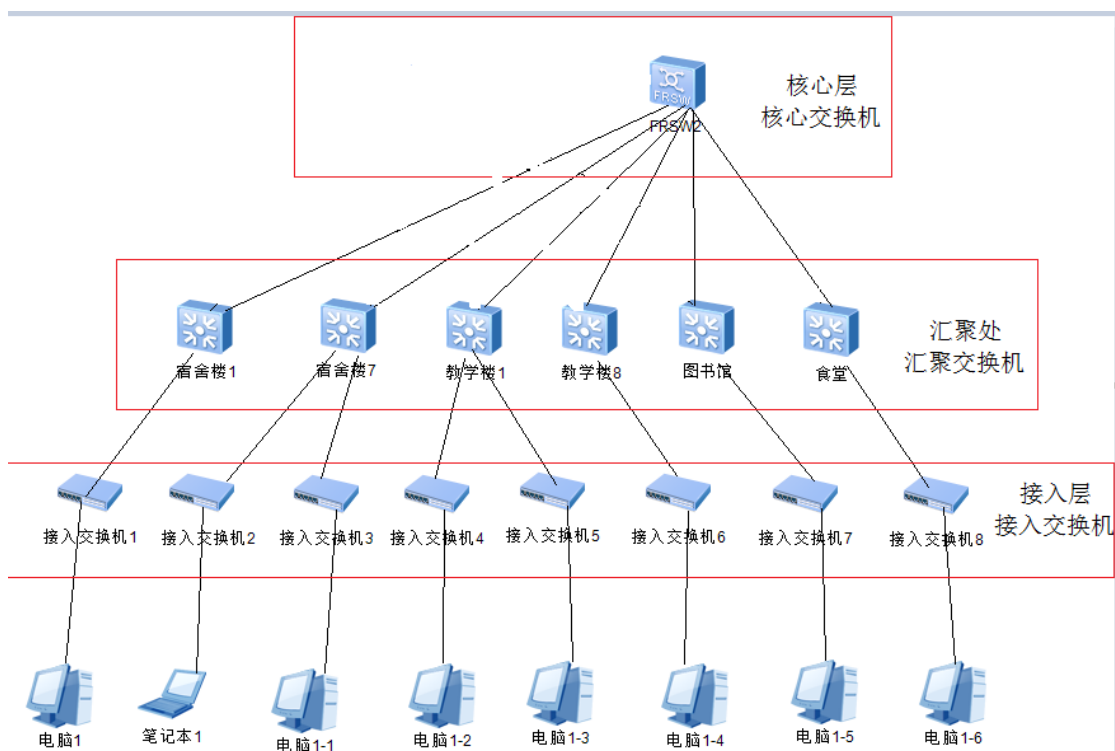 核心层
核心交换机
FRSW
FRSW2
汇聚处
汇聚交换机
宿舍楼1
宿舍楼7
教学楼1
教学楼8
图书馆
食堂
接入层
接入交换机
接入交换机1
接入交换机2
接入交换机3
接入交换机4
接入交换机5
接入交换机6
接入交换机7
接入交换机8
电脑1
笔记本1
电脑1-1
电脑1-2
电脑1-3
电脑1-4
电脑1-5
电脑1-6